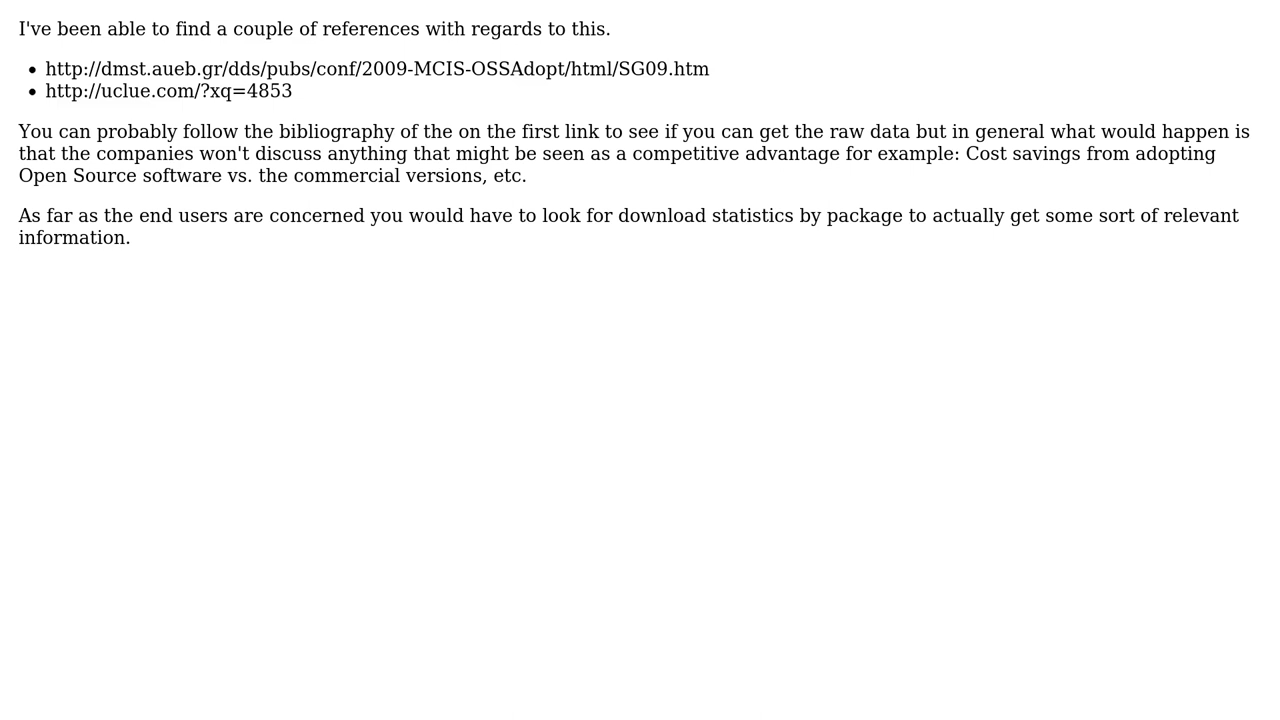 I've been able to find a couple of references with regards to this.
• http://dmst.aueb.gr/dds/pubs/conf/2009-MCIS-OSSAdopt/html/SG09.htm
• http://uclue.com/?xq=4853
You can probably follow the bibliography of the on the first link to see if you can get the raw data but in general what would happen is
that the companies won't discuss anything that might be seen as a competitive advantage for example: Cost savings from adopting
Open Source software vs. the commercial versions, etc.
As far as the end users are concerned you would have to look for download statistics by package to actually get some sort of relevant
information.